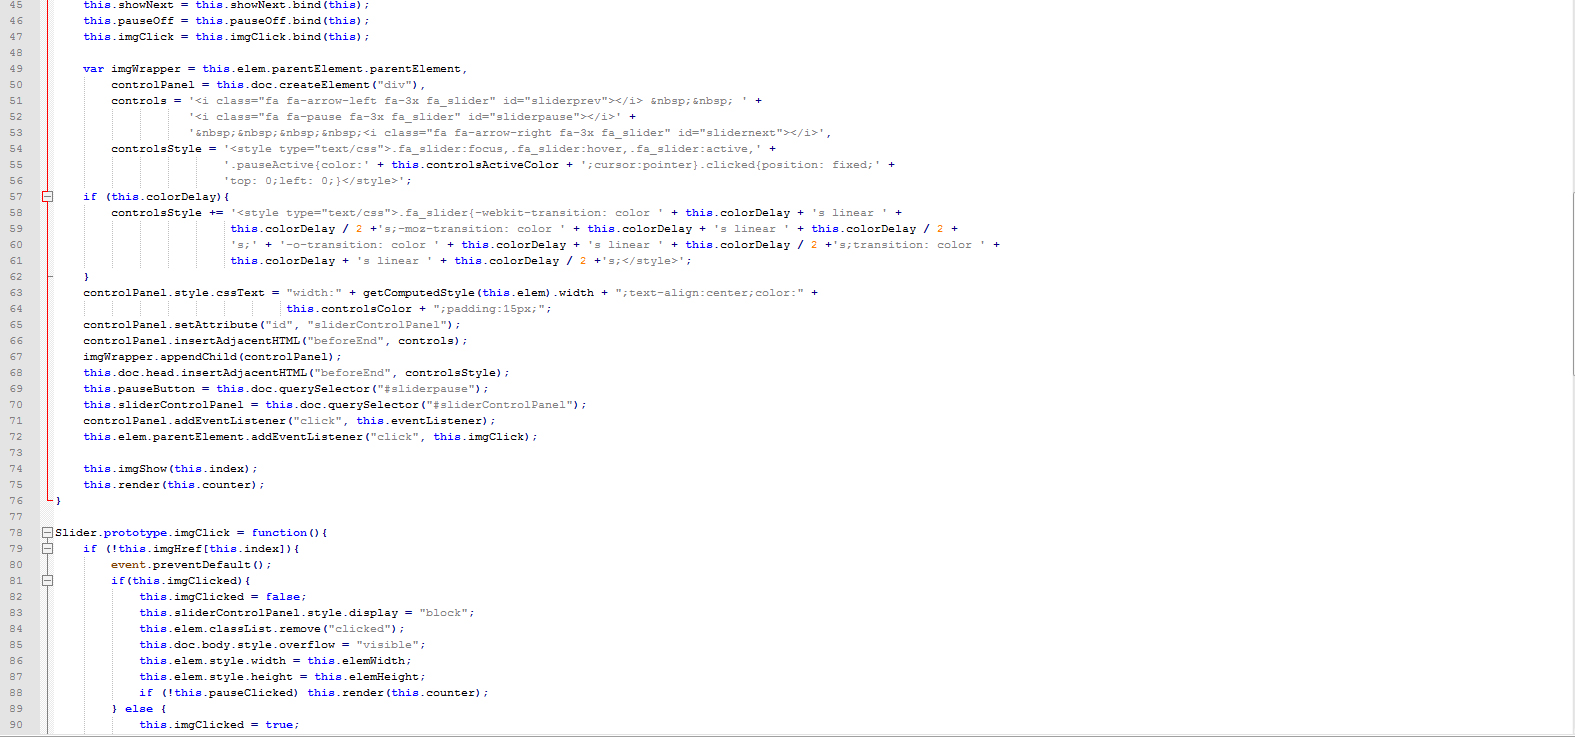 45 this.showNext = this.showNext.bind(this);
46 this.pauseOff = this.pauseOff.bind(this);
47 this.imgClick = this.imgClick.bind(this);
48
49 var imgWrapper = this.elem.parentElement.parentElement,
50 controlPanel = this.doc.createElement("div"),
51 controls = '<i class="fa fa-arrow-left fa-3x fa_slider" id="sliderprev"></i> &nbsp;&nbsp; ' +
52 '<i class="fa fa-pause fa-3x fa_slider" id="sliderpause"></i>' +
53 '&nbsp;&nbsp;&nbsp;&nbsp;<i class="fa fa-arrow-right fa-3x fa_slider" id="slidernext"></i>',
54 controlsStyle = '<style type="text/css">.fa_slider:focus,.fa_slider:hover,.fa_slider:active,' +
55 '.pauseActive{color:' + this.controlsActiveColor + ';cursor:pointer}.clicked{position: fixed;' +
56 'top: 0;left: 0;}</style>';
57 if (this.colorDelay){
58 controlsStyle += '<style type="text/css">.fa_slider{-webkit-transition: color ' + this.colorDelay + 's linear ' +
59 this.colorDelay / 2 +'s;-moz-transition: color ' + this.colorDelay + 's linear ' + this.colorDelay / 2 +
60 's;' + '-o-transition: color ' + this.colorDelay + 's linear ' + this.colorDelay / 2 +'s;transition: color ' +
61 this.colorDelay + 's linear ' + this.colorDelay / 2 +'s;</style>';
62 }
63 controlPanel.style.cssText = "width:" + getComputedStyle(this.elem).width + ";text-align:center;color:" +
64 this.controlsColor + ";padding:15px;";
65 controlPanel.setAttribute("id", "sliderControlPanel");
66 controlPanel.insertAdjacentHTML("beforeEnd", controls);
67 imgWrapper.appendChild(controlPanel);
68 this.doc.head.insertAdjacentHTML("beforeEnd", controlsStyle);
69 this.pauseButton = this.doc.querySelector("#sliderpause");
70 this.sliderControlPanel = this.doc.querySelector("#sliderControlPanel");
71 controlPanel.addEventListener("click", this.eventListener);
72 this.elem.parentElement.addEventListener("click", this.imgClick);
73
74 this.imgShow(this.index);
75 this.render(this.counter);
76 }
77
78 Slider.prototype.imgClick = function(){
79 if (!this.imgHref[this.index]){
80 event.preventDefault();
81 if(this.imgClicked){
82 this.imgClicked = false;
83 this.sliderControlPanel.style.display = "block";
84 this.elem.classList.remove("clicked");
85 this.doc.body.style.overflow = "visible";
86 this.elem.style.width = this.elemWidth;
87 this.elem.style.height = this.elemHeight;
88 if (!this.pauseClicked) this.render(this.counter);
89 } else {
90 this.imgClicked = true;